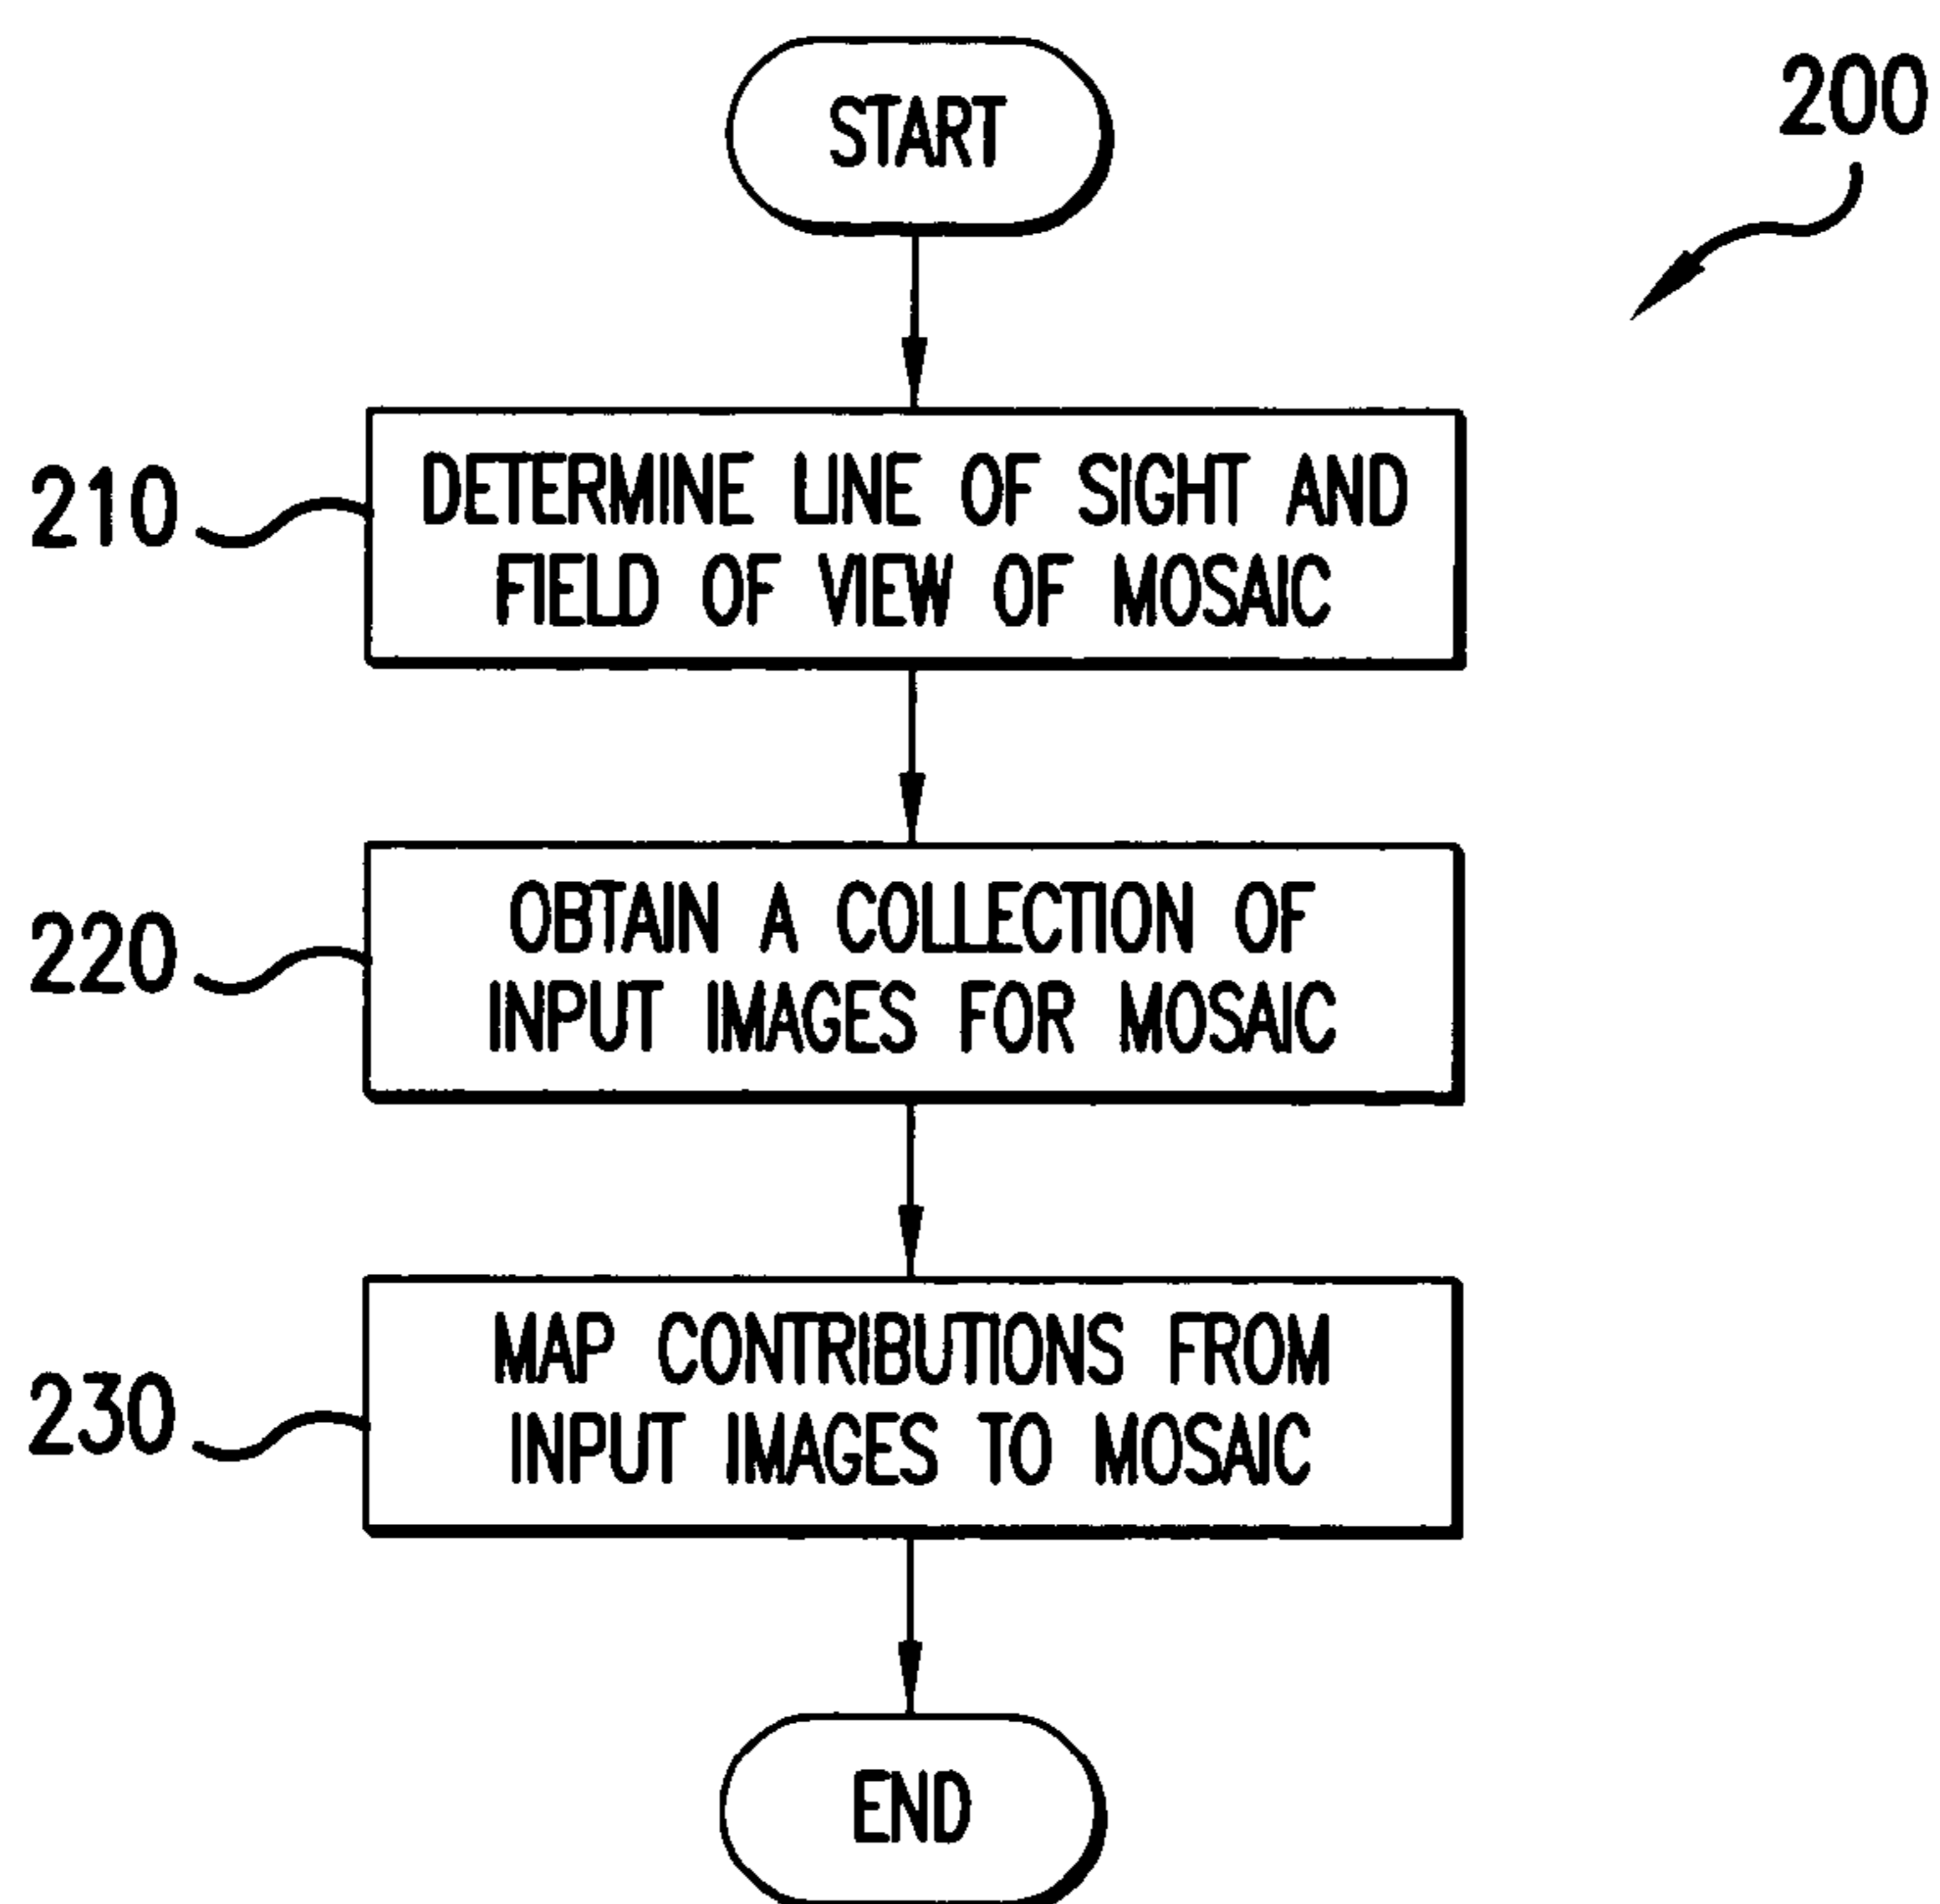 START
200
210
DETERMINE LINE OF SIGHT AND
FIELD OF VIEW OF MOSAIC
220
OBTAIN A COLLECTION OF
INPUT IMAGES FOR MOSAIC
230
MAP CONTRIBUTIONS FROM
INPUT IMAGES TO MOSAIC
END